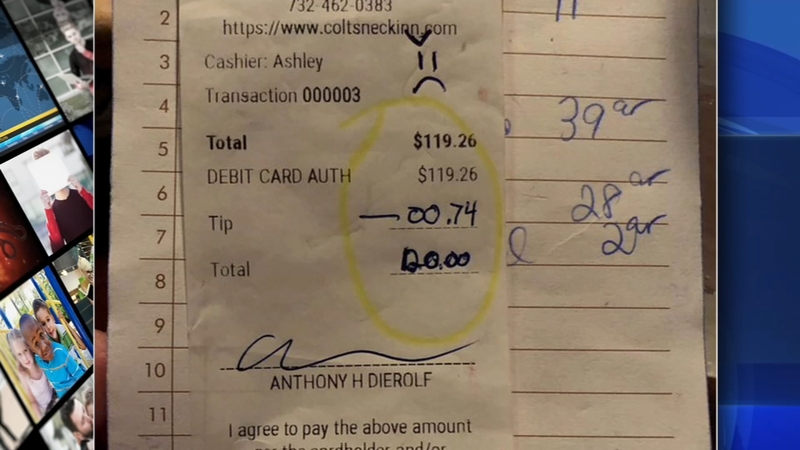 732-462-0383
https://www.coltsneckinn.com
Cashier: Ashley
Transaction 000003
Total $119.26
DEBIT CARD AUTH $119.26
Tip — 00.74
Total 120.00
ANTHONY H DIEROLF
I agree to pay the above amount
2
3
4
5
6
7
8
9
10
11
39
28
2